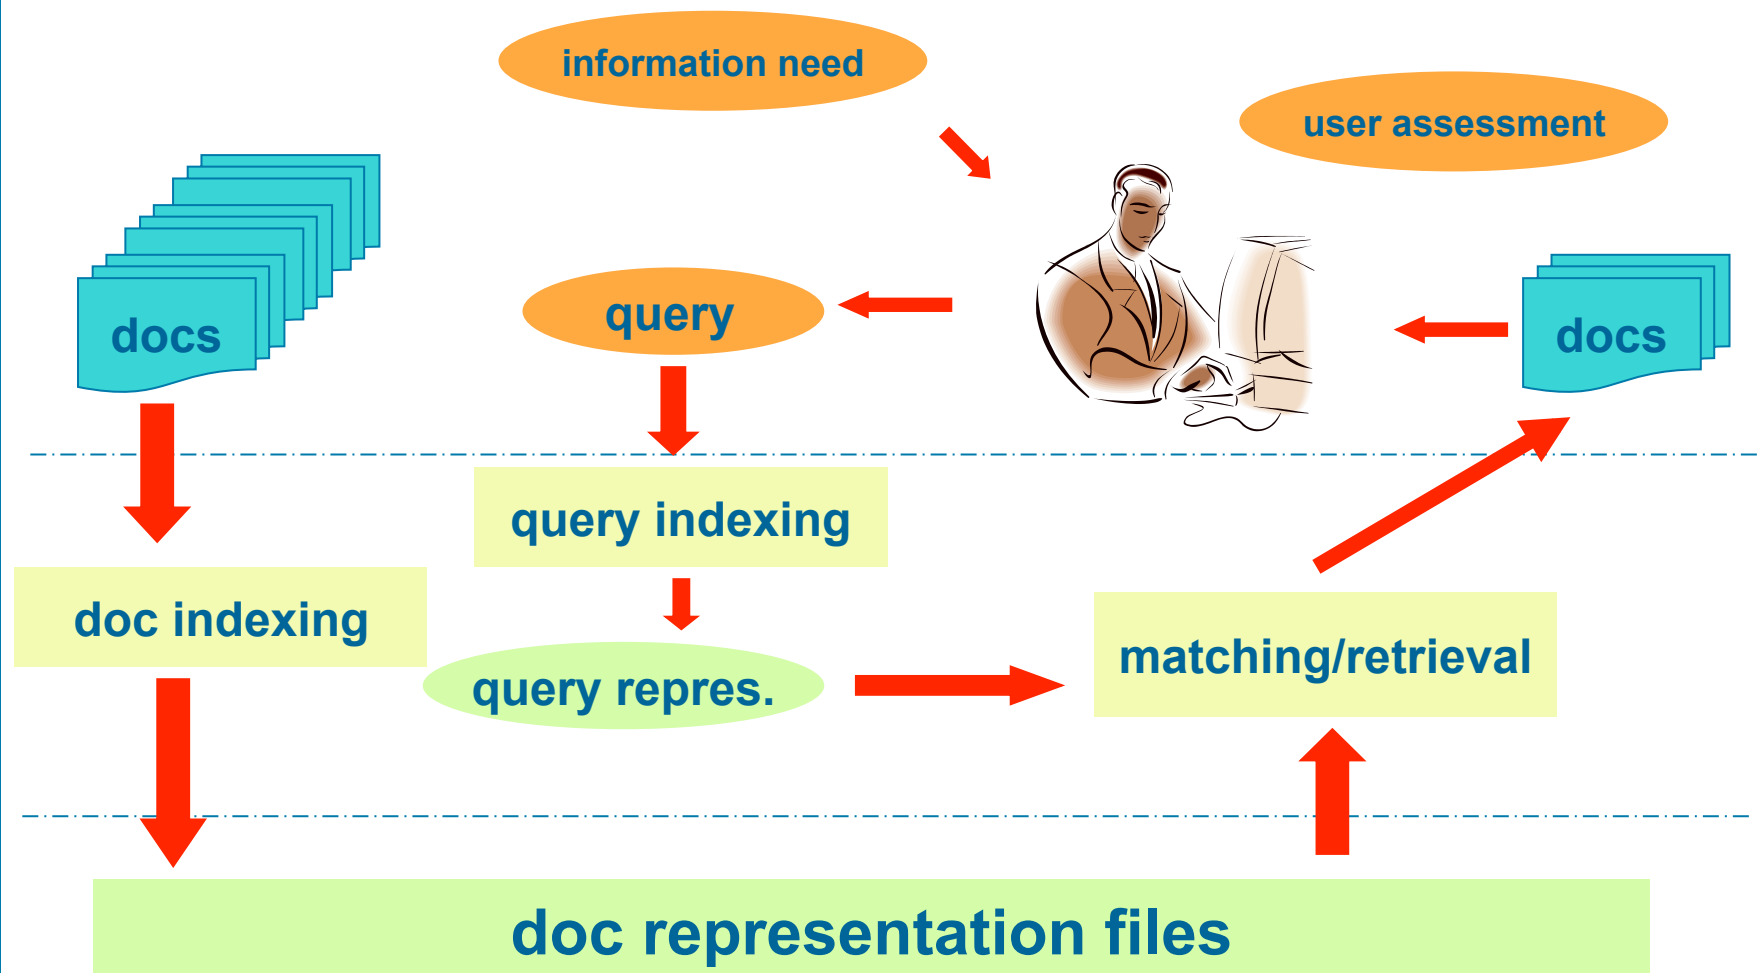 information need
user assessment
docs
query
docs
query indexing
doc indexing
query repres.
matching/retrieval
doc representation files